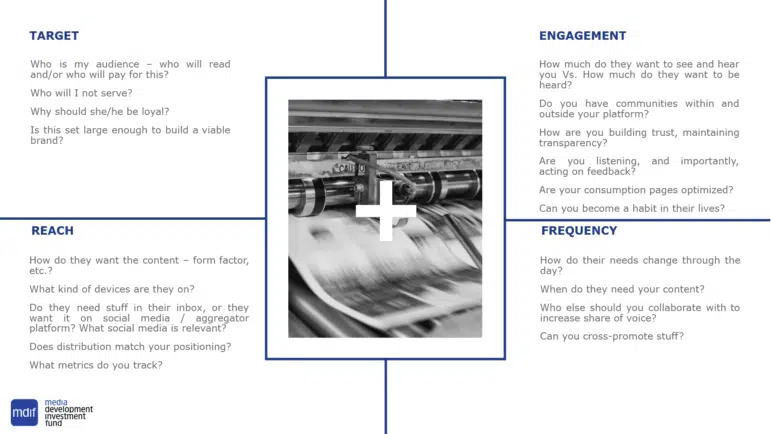 TARGET
Who is my audience – who will read
and/or who will pay for this?
Who will I not serve?
Why should she/he be loyal?
Is this set large enough to build a viable
brand?
ENGAGEMENT
How much do they want to see and hear
you Vs. How much do they want to be
heard?
Do you have communities within and
outside your platform?
How are you building trust, maintaining
transparency?
Are you listening, and importantly,
acting on feedback?
Are your consumption pages optimized?
Can you become a habit in their lives?
REACH
How do they want the content – form factor,
etc.?
What kind of devices are they on?
Do they need stuff in their inbox, or they
want it on social media / aggregator
platform? What social media is relevant?
Does distribution match your positioning?
What metrics do you track?
FREQUENCY
How do their needs change through the
day?
When do they need your content?
Who else should you collaborate with to
increase share of voice?
Can you cross-promote stuff?
CAUTION
mdif
media
development
investment
fund